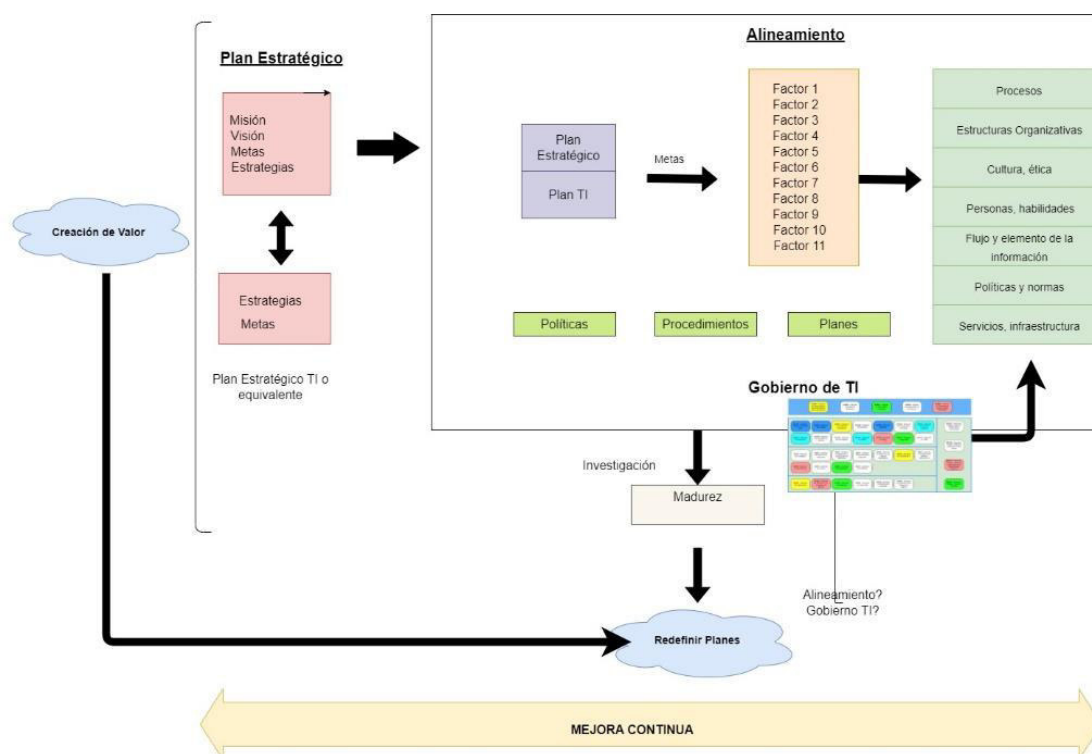 Plan Estratégico
Misión
Visión
Metas
Estrategias
Creación de Valor
Estrategias
Metas
Plan Estratégico TI o
equivalente
Alineamiento
Plan
Estratégico
Plan TI
Metas
Factor 1
Factor 2
Factor 3
Factor 4
Factor 5
Factor 6
Factor 7
Factor 8
Factor 9
Factor 10
Factor 11
Procesos
Estructuras Organizativas
Cultura, ética
Personas, habilidades
Flujo y elemento de la
información
Políticas y normas
Servicios, infraestructura
Políticas
Procedimientos
Planes
Gobierno de TI
Investigación
Madurez
Alineamiento?
Gobierno TI?
Redefinir Planes
MEJORA CONTINUA